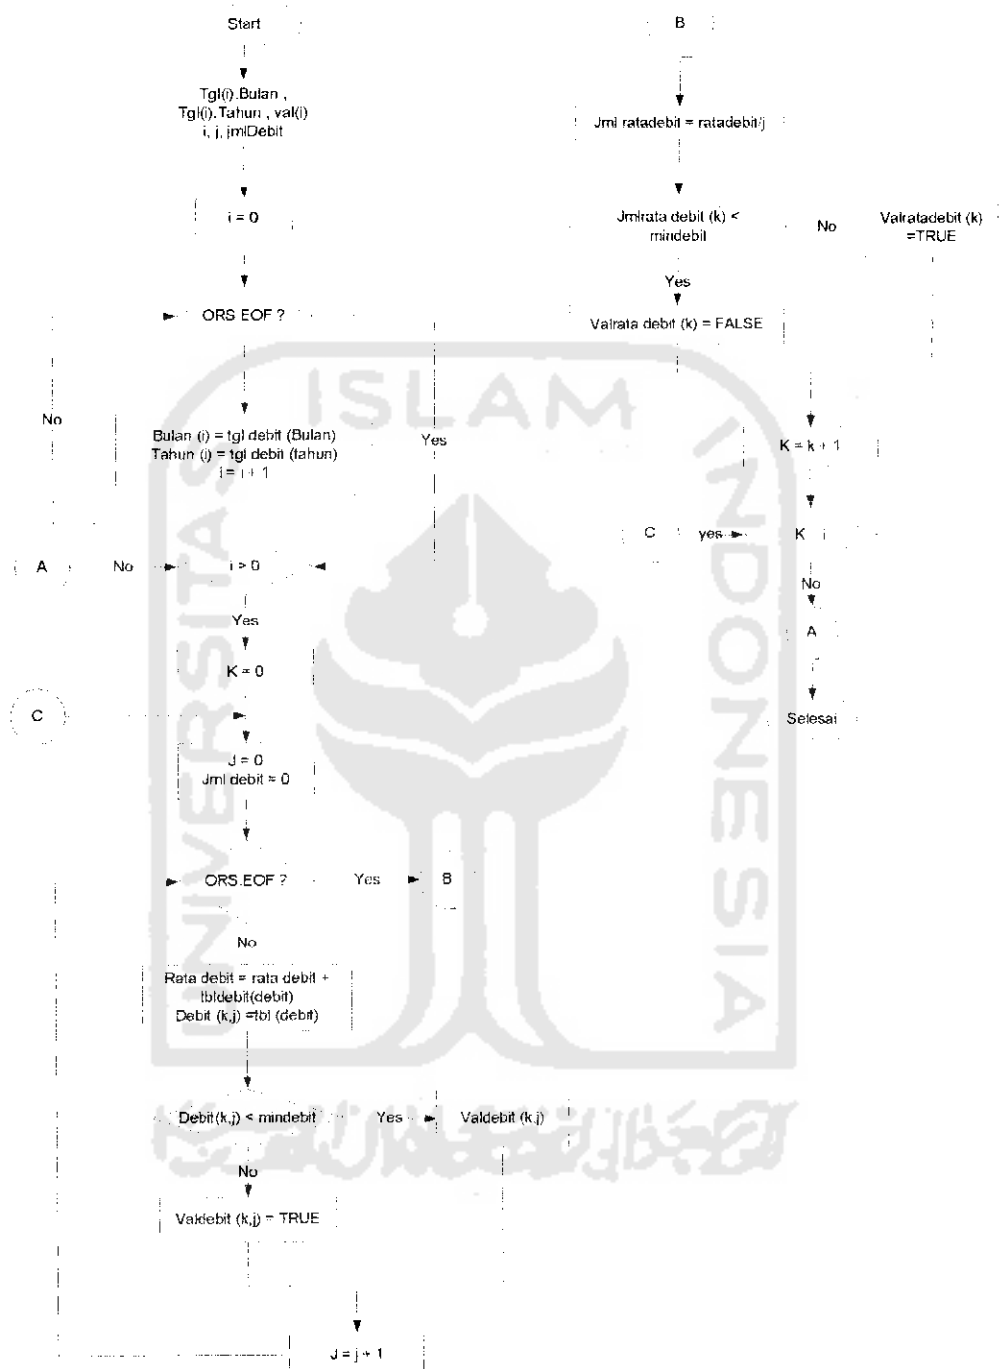 Start
Tgl(i).Bulan ,
Tgl(i).Tahun , val(i)
i, j, jmlDebit
i = 0
ORS EOF ?
No
Yes
Bulan (i) = tgl debit (Bulan)
Tahun (i) = tgl debit (tahun)
i = i + 1
A
No
i > 0
Yes
K = 0
C
J = 0
Jml debit = 0
ORS.EOF ?
Yes
B
No
Rata debit = rata debit +
tbldebit(debit)
Debit (k,j) =tbl (debit)
Debit(k,j) < mindebit
Yes
Valdebit (k,j)
No
Valdebit (k,j) = TRUE
J = j + 1
B
Jml ratadebit = ratadebit/j
Jmlrata debit (k) <
mindebit
No
Valratadebit (k)
=TRUE
Yes
Valrata debit (k) = FALSE
K = k + 1
C
yes
K
i
No
A
Selesai
UNIVERSITAS
ISLAM
INDONESIA